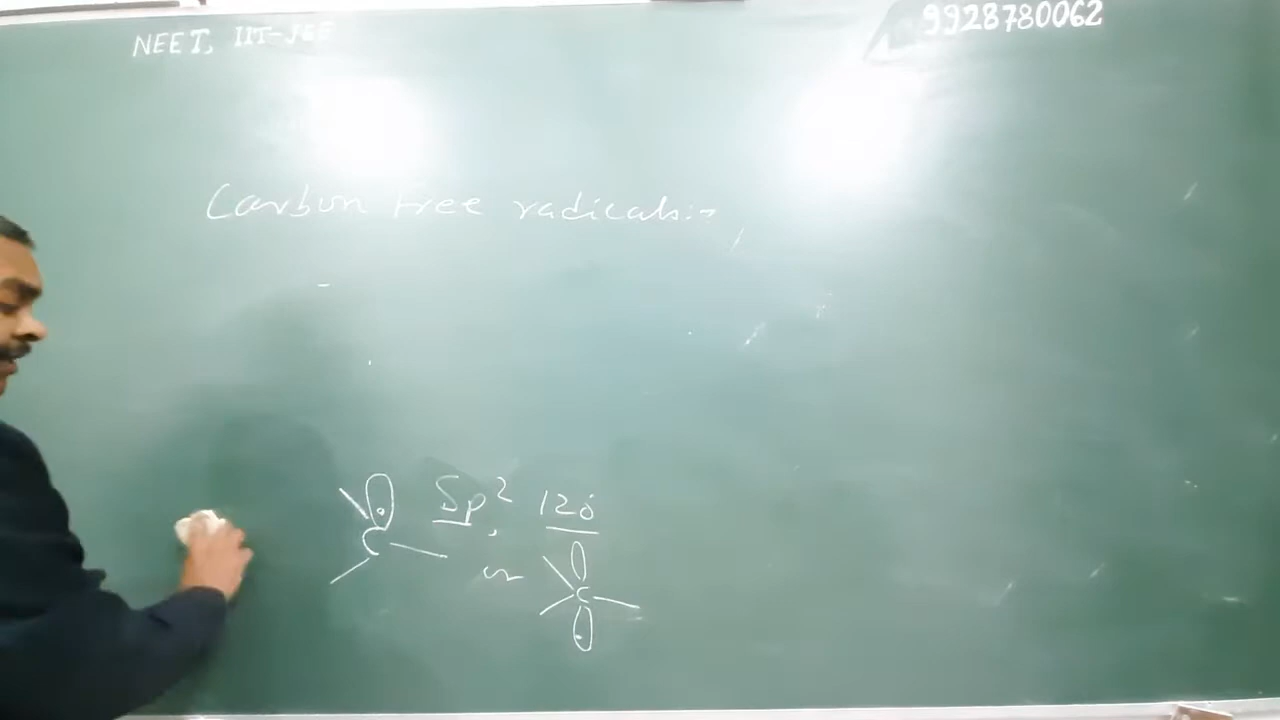 NEET, IIT-JEE
9928780062
Carbon free radicals:-
Sp² 120
or
C
C